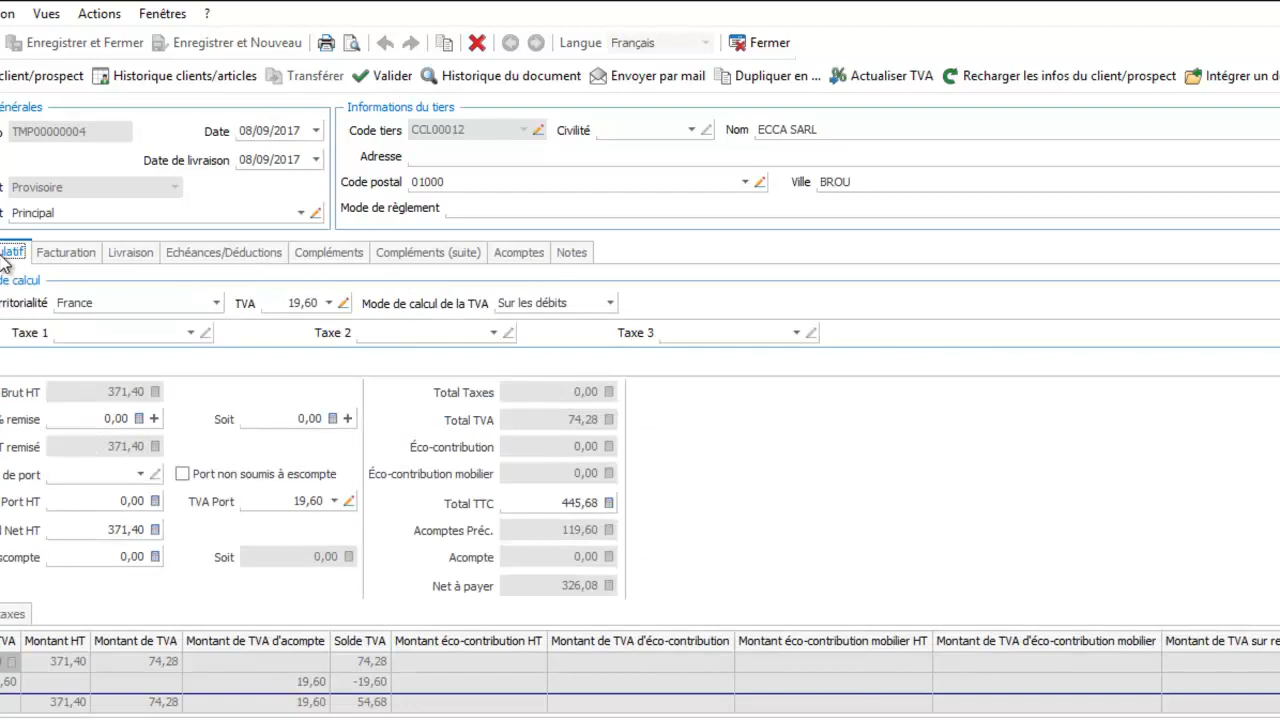 on Vues Actions Fenêtres ?
Enregistrer et Fermer Enregistrer et Nouveau Langue Français Fermer
client/prospect Historique clients/articles Transférer Valider Historique du document Envoyer par mail Dupliquer en ... Actualiser TVA Recharger les infos du client/prospect Intégrer un d
énérales Informations du tiers
o TMP00000004 Date 08/09/2017 Code tiers CCL00012 Civilité Nom ECCA SARL
Date de livraison 08/09/2017 Adresse
t Provisoire Code postal 01000 Ville BROU
t Principal Mode de règlement
ulatif Facturation Livraison Echéances/Déductions Compléments Compléments (suite) Acomptes Notes
de calcul
rritorialité France TVA 19,60 Mode de calcul de la TVA Sur les débits
Taxe 1 Taxe 2 Taxe 3
Brut HT 371,40 Total Taxes 0,00
% remise 0,00 Soit 0,00 Total TVA 74,28
T remisé 371,40 Éco-contribution 0,00
de port Port non soumis à escompte Éco-contribution mobilier 0,00
Port HT 0,00 TVA Port 19,60 Total TTC 445,68
l Net HT 371,40 Acomptes Préc. 119,60
scompte 0,00 Soit 0,00 Acompte 0,00
Net à payer 326,08
taxes
TVA Montant HT Montant de TVA Montant de TVA d'acompte Solde TVA Montant éco-contribution HT Montant de TVA d'éco-contribution Montant éco-contribution mobilier HT Montant de TVA d'éco-contribution mobilier Montant de TVA sur re
0 371,40 74,28 74,28
,60 19,60 -19,60
371,40 74,28 19,60 54,68